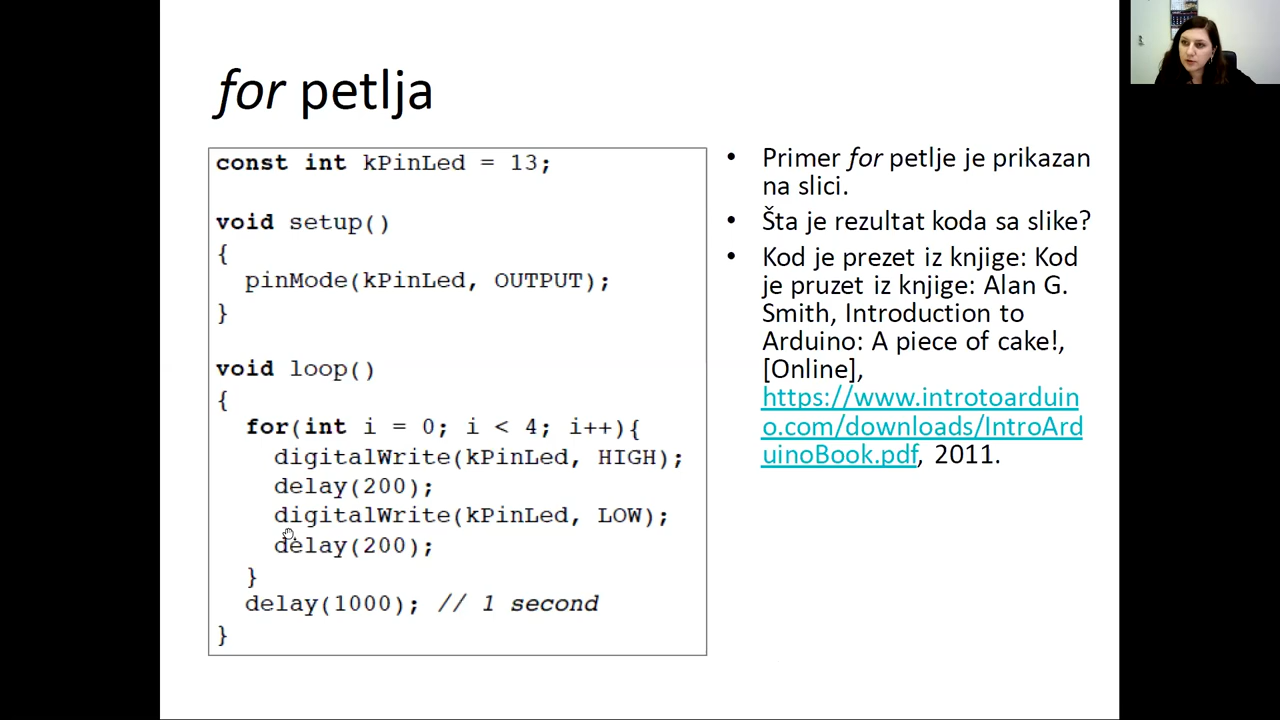 for petlja
const int kPinLed = 13;
void setup()
{
pinMode(kPinLed, OUTPUT);
}
void loop()
{
for(int i = 0; i < 4; i++){
digitalWrite(kPinLed, HIGH);
delay(200);
digitalWrite(kPinLed, LOW);
delay(200);
}
delay(1000); // 1 second
}
• Primer for petlje je prikazan
na slici.
• Šta je rezultat koda sa slike?
• Kod je prezet iz knjige: Kod
je pruzet iz knjige: Alan G.
Smith, Introduction to
Arduino: A piece of cake!,
[Online],
https://www.introtoarduin
o.com/downloads/IntroArd
uinoBook.pdf, 2011.